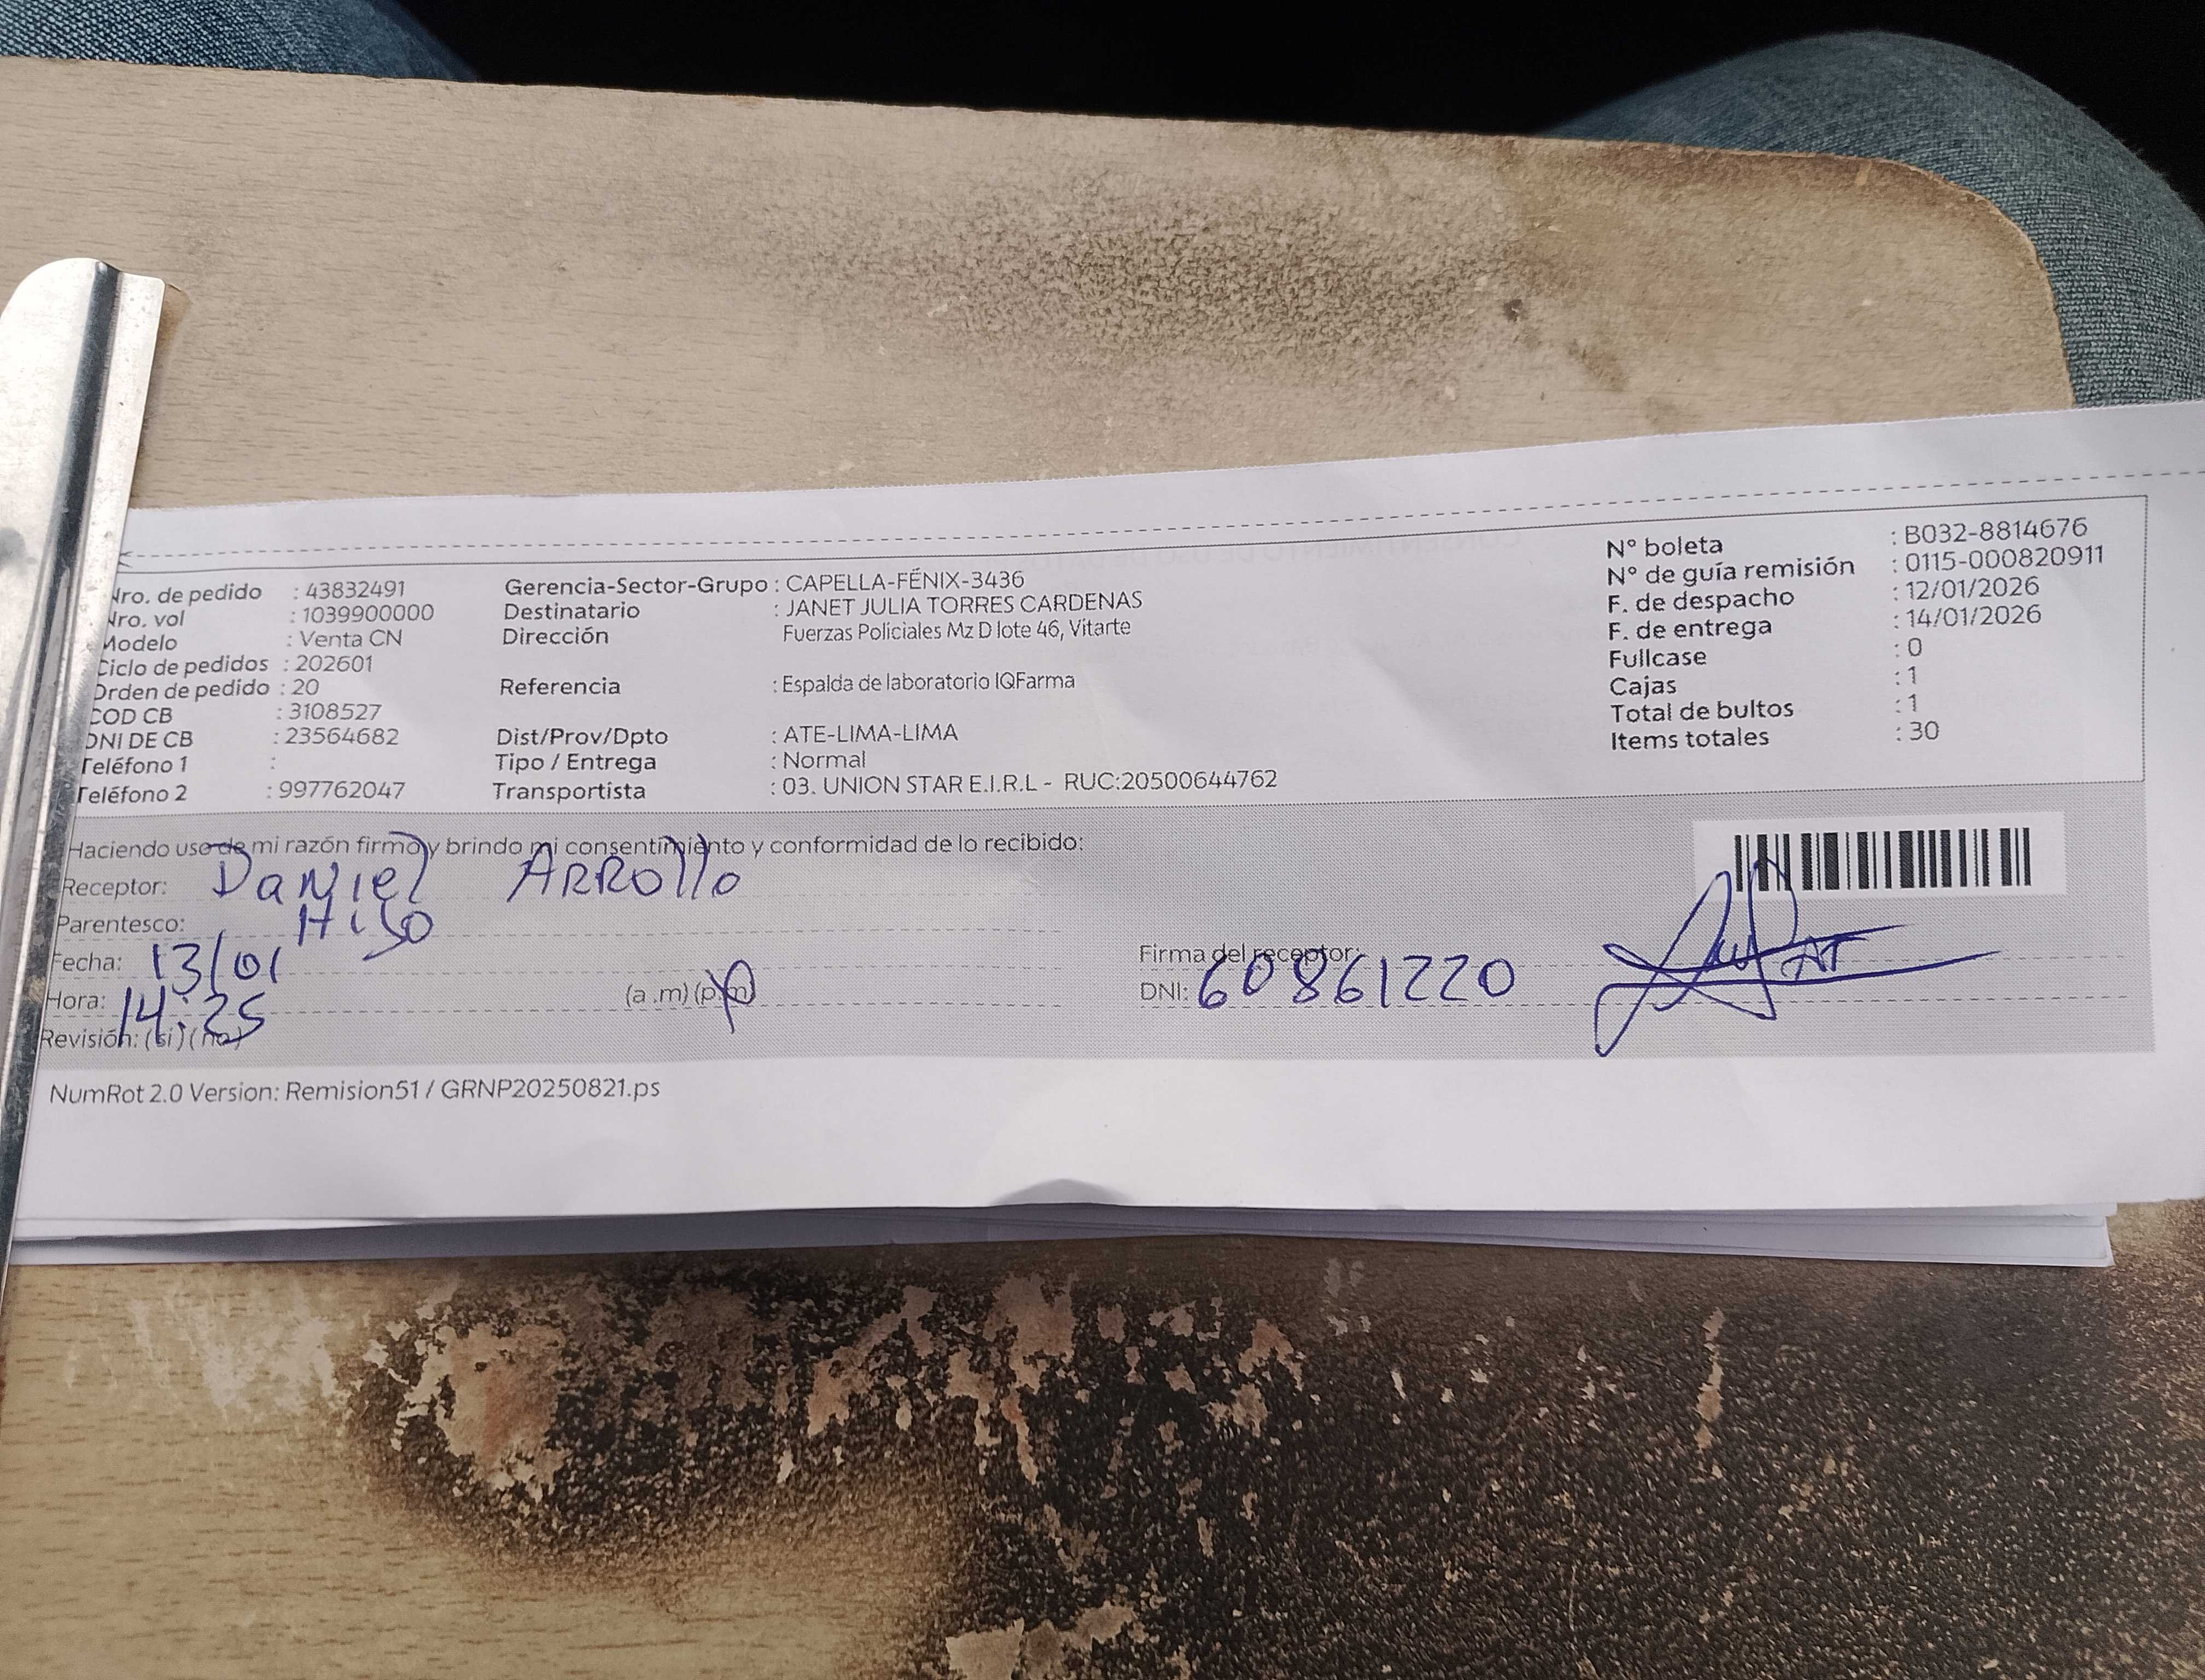 Nro. de pedido : 43832491
Nro. vol : 1039900000
Modelo : Venta CN
Ciclo de pedidos : 202601
Orden de pedido : 20
COD CB : 3108527
DNI DE CB : 23564682
Teléfono 1 :
Teléfono 2 : 997762047
Gerencia-Sector-Grupo : CAPELLA-FÉNIX-3436
Destinatario : JANET JULIA TORRES CARDENAS
Dirección Fuerzas Policiales Mz D lote 46, Vitarte
Referencia : Espalda de laboratorio IQFarma
Dist/Prov/Dpto : ATE-LIMA-LIMA
Tipo / Entrega : Normal
Transportista : 03. UNION STAR E.I.R.L - RUC:20500644762
N° boleta : B032-8814676
N° de guía remisión : 0115-000820911
F. de despacho : 12/01/2026
F. de entrega : 14/01/2026
Fullcase : 0
Cajas : 1
Total de bultos : 1
Items totales : 30
Haciendo uso de mi razón firmo y brindo mi consentimiento y conformidad de lo recibido:
Receptor: Daniel ARRollo
Parentesco: HiJo
Fecha: 13/01
Hora: 14:25 (a .m) (p.m)
Revisión: (si) (no)
Firma del receptor:
DNI: 60861220
NumRot 2.0 Version: Remision51 / GRNP20250821.ps